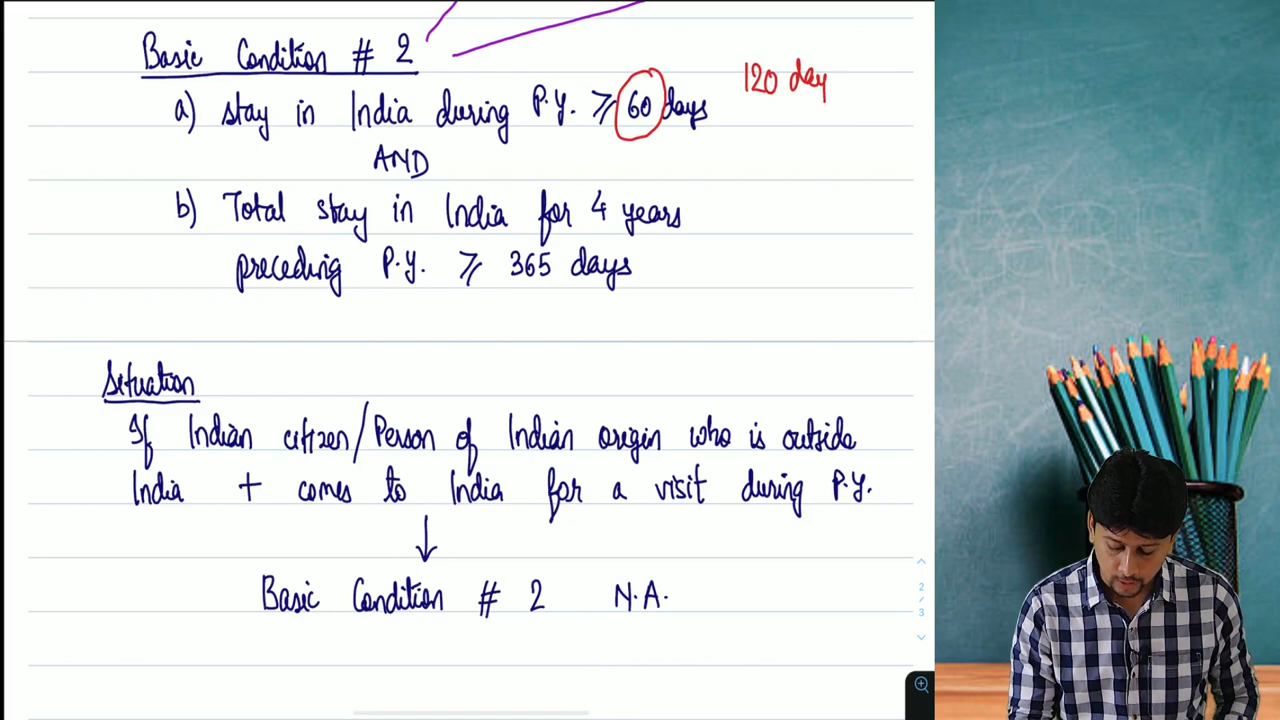 Basic Condition # 2
a) stay in India during P.Y. ⩾ 60 days 120 day
AND
b) Total stay in India for 4 years
preceding P.Y. ⩾ 365 days
Situation
If Indian citizen/Person of Indian origin who is outside
India + comes to India for a visit during P.Y.
↓
Basic Condition # 2 N.A.
2
3